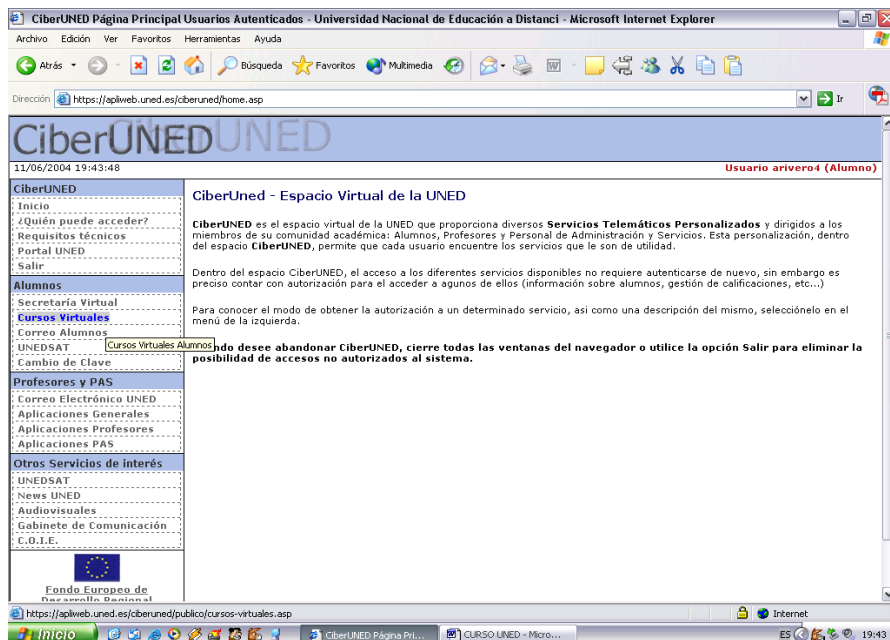 CiberUNED Página Principal Usuarios Autenticados - Universidad Nacional de Educación a Distanci - Microsoft Internet Explorer
Archivo Edición Ver Favoritos Herramientas Ayuda
Atrás Búsqueda Favoritos Multimedia
Dirección https://apliweb.uned.es/ciberuned/home.asp Ir
CiberUNED
11/06/2004 19:43:48 Usuario arivero4 (Alumno)
CiberUNED
Inicio
¿Quién puede acceder?
Requisitos técnicos
Portal UNED
Salir
Alumnos
Secretaría Virtual
Cursos Virtuales
Correo Alumnos
Cursos Virtuales Alumnos
UNEDSAT
Cambio de Clave
Profesores y PAS
Correo Electrónico UNED
Aplicaciones Generales
Aplicaciones Profesores
Aplicaciones PAS
Otros Servicios de interés
UNEDSAT
News UNED
Audiovisuales
Gabinete de Comunicación
C.O.I.E.
Fondo Europeo de
Desarrollo Regional
CiberUned - Espacio Virtual de la UNED
CiberUNED es el espacio virtual de la UNED que proporciona diversos Servicios Telemáticos Personalizados y dirigidos a los
miembros de su comunidad académica: Alumnos, Profesores y Personal de Administración y Servicios. Esta personalización, dentro
del espacio CiberUNED, permite que cada usuario encuentre los servicios que le son de utilidad.
Dentro del espacio CiberUNED, el acceso a los diferentes servicios disponibles no requiere autenticarse de nuevo, sin embargo es
preciso contar con autorización para el acceder a agunos de ellos (información sobre alumnos, gestión de calificaciones, etc...)
Para conocer el modo de obtener la autorización a un determinado servicio, asi como una descripción del mismo, selecciónelo en el
menú de la izquierda.
ndo desee abandonar CiberUNED, cierre todas las ventanas del navegador o utilice la opción Salir para eliminar la
posibilidad de accesos no autorizados al sistema.
https://apliweb.uned.es/ciberuned/publico/cursos-virtuales.asp Internet
Inicio CiberUNED Página Pri... CURSO UNED - Micro... ES 19:43